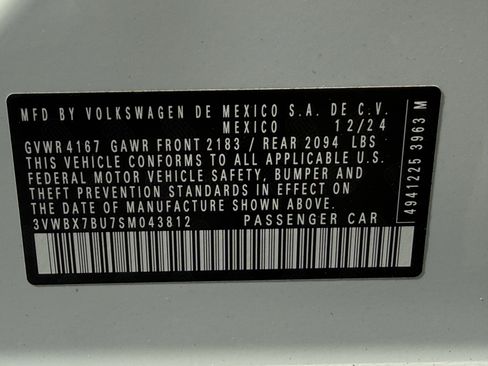 MFD BY VOLKSWAGEN DE MEXICO S.A. DE C.V.
MEXICO 12/24
GVWR 4167 GAWR FRONT 2183 / REAR 2094 LBS
THIS VEHICLE CONFORMS TO ALL APPLICABLE U.S.
FEDERAL MOTOR VEHICLE SAFETY, BUMPER AND
THEFT PREVENTION STANDARDS IN EFFECT ON
THE DATE OF MANUFACTURE SHOWN ABOVE.
3VWBX7BU7SM043812 PASSENGER CAR
4941225 3963 M